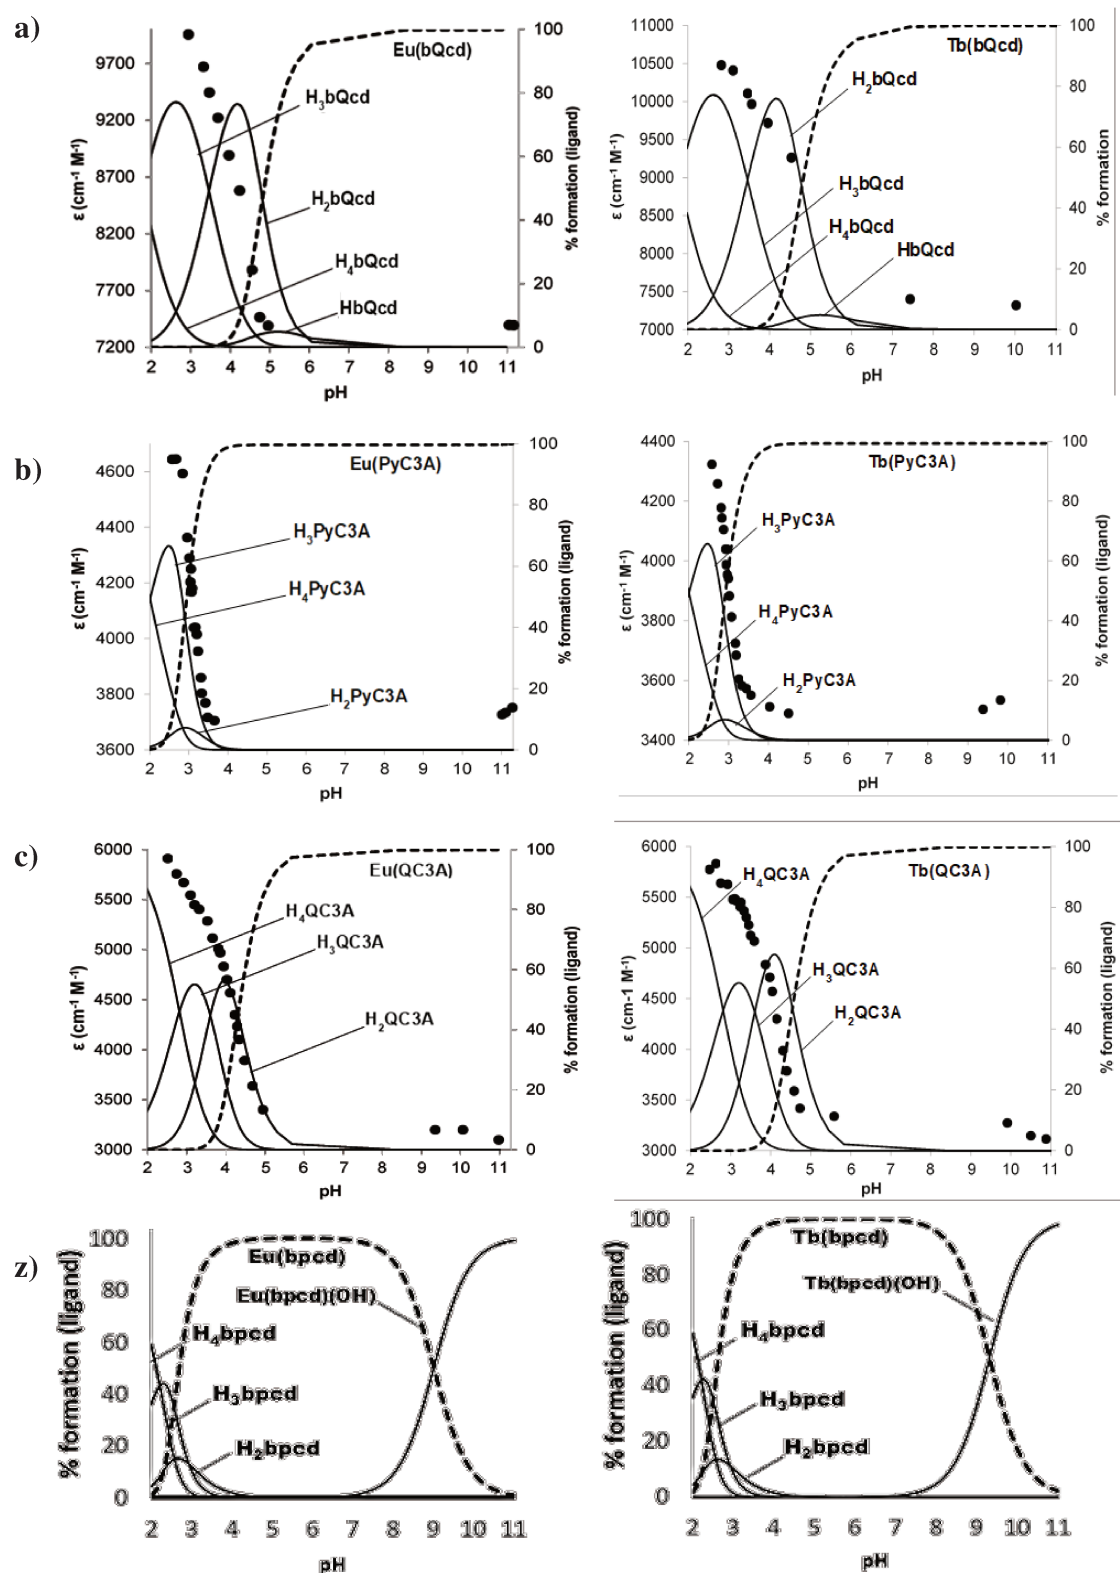 a)
9700
9200
8700
8200
7700
7200
ε (cm⁻¹ M⁻¹)
2 3 4 5 6 7 8 9 10 11
pH
100
80
60
40
20
0
% formation (ligand)
Eu(bQcd)
H₃bQcd
H₂bQcd
H₄bQcd
HbQcd
11000
10500
10000
9500
9000
8500
8000
7500
7000
ε (cm⁻¹ M⁻¹)
2 3 4 5 6 7 8 9 10 11
pH
100
80
60
40
20
0
% formation
Tb(bQcd)
H₂bQcd
H₃bQcd
H₄bQcd
HbQcd
b)
4600
4400
4200
4000
3800
3600
ε (cm⁻¹ M⁻¹)
2 3 4 5 6 7 8 9 10 11
pH
100
80
60
40
20
0
% formation (ligand)
Eu(PyC3A)
H₃PyC3A
H₄PyC3A
H₂PyC3A
4400
4200
4000
3800
3600
3400
ε (cm⁻¹ M⁻¹)
2 3 4 5 6 7 8 9 10 11
pH
100
80
60
40
20
0
% formation (ligand)
Tb(PyC3A)
H₃PyC3A
H₄PyC3A
H₂PyC3A
c)
6000
5500
5000
4500
4000
3500
3000
ε (cm⁻¹ M⁻¹)
2 3 4 5 6 7 8 9 10 11
pH
100
80
60
40
20
0
% formation (ligand)
Eu(QC3A)
H₄QC3A
H₃QC3A
H₂QC3A
6000
5500
5000
4500
4000
3500
3000
ε (cm-1 M⁻¹)
2 3 4 5 6 7 8 9 10 11
pH
100
80
60
40
20
0
% formation (ligand)
Tb(QC3A)
H₄QC3A
H₃QC3A
H₂QC3A
z)
100
80
60
40
20
0
% formation (ligand)
2 3 4 5 6 7 8 9 10 11
pH
Eu(bpcd)
Eu(bpcd)(OH)
H₄bpcd
H₃bpcd
H₂bpcd
100
80
60
40
20
0
% formation (ligand)
2 3 4 5 6 7 8 9 10 11
pH
Tb(bpcd)
Tb(bpcd)(OH)
H₄bpcd
H₃bpcd
H₂bpcd